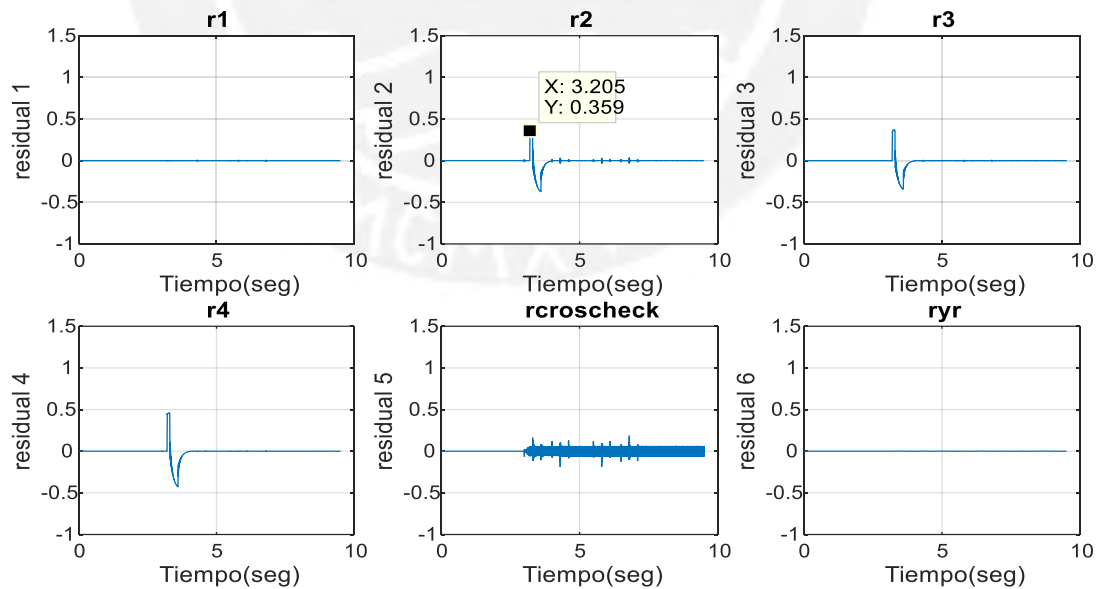 r1
1.5
1
0.5
0
-0.5
-1
residual 1
0
5
10
Tiempo(seg)
r2
X: 3.205
Y: 0.359
1.5
1
0.5
0
-0.5
-1
residual 2
0
5
10
Tiempo(seg)
r3
1.5
1
0.5
0
-0.5
-1
residual 3
0
5
10
Tiempo(seg)
r4
1.5
1
0.5
0
-0.5
-1
residual 4
0
5
10
Tiempo(seg)
rcroscheck
1.5
1
0.5
0
-0.5
-1
residual 5
0
5
10
Tiempo(seg)
ryr
1.5
1
0.5
0
-0.5
-1
residual 6
0
5
10
Tiempo(seg)